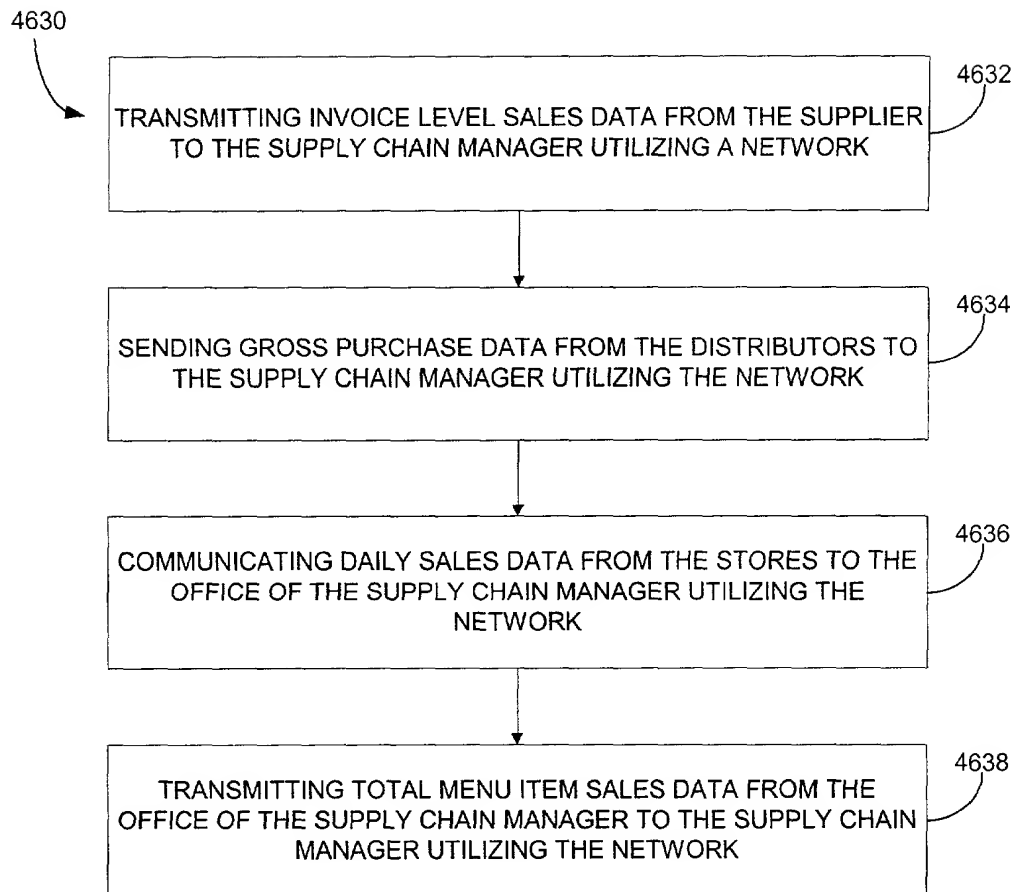 4630
4632
TRANSMITTING INVOICE LEVEL SALES DATA FROM THE SUPPLIER
TO THE SUPPLY CHAIN MANAGER UTILIZING A NETWORK
4634
SENDING GROSS PURCHASE DATA FROM THE DISTRIBUTORS TO
THE SUPPLY CHAIN MANAGER UTILIZING THE NETWORK
4636
COMMUNICATING DAILY SALES DATA FROM THE STORES TO THE
OFFICE OF THE SUPPLY CHAIN MANAGER UTILIZING THE
NETWORK
4638
TRANSMITTING TOTAL MENU ITEM SALES DATA FROM THE
OFFICE OF THE SUPPLY CHAIN MANAGER TO THE SUPPLY CHAIN
MANAGER UTILIZING THE NETWORK